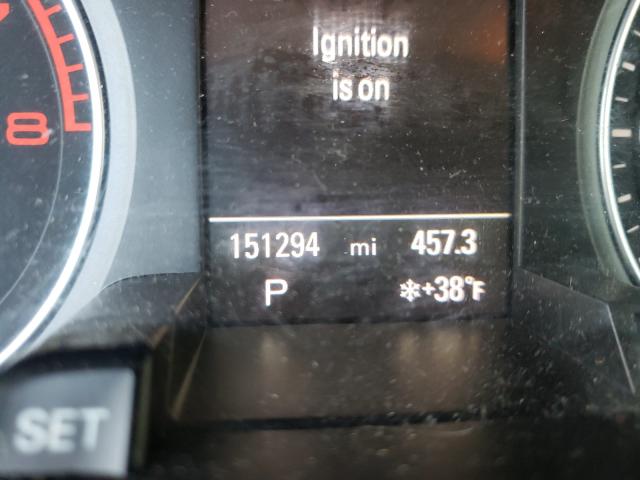 8
Ignition
is on
151294 mi 457.3
P ❄+38°F
SET